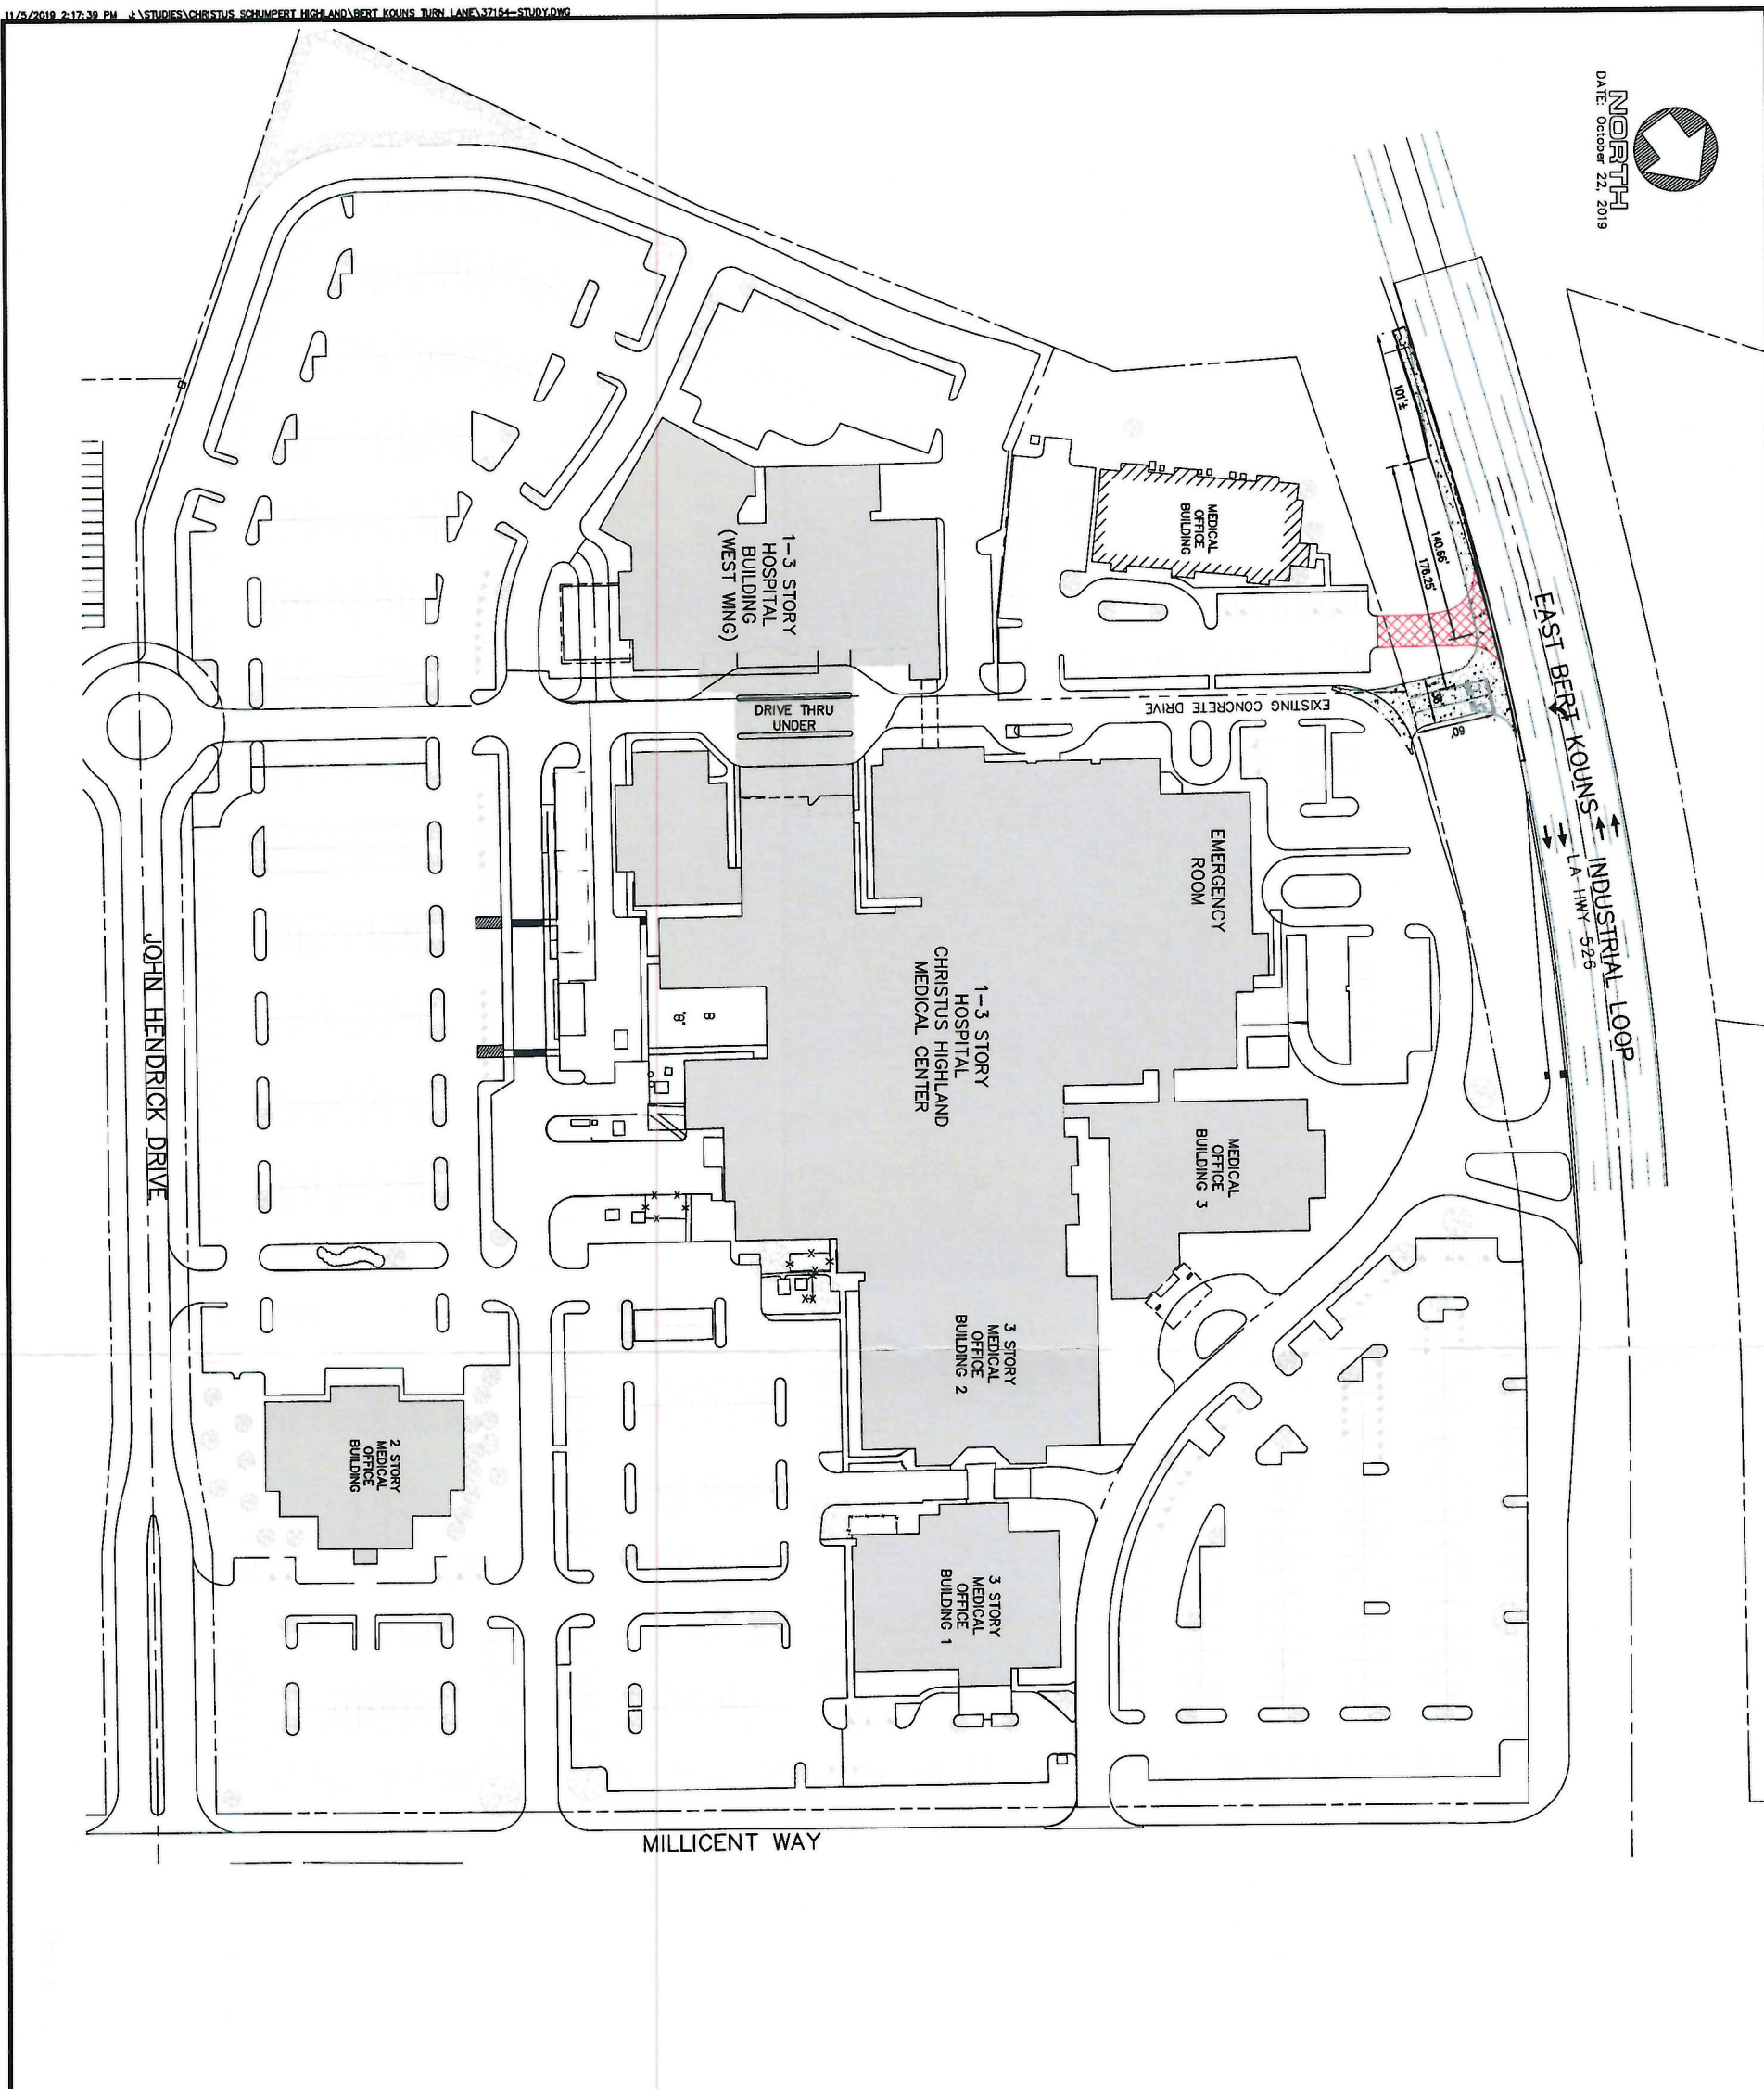 11/5/2019 2:17:39 PM J:\STUDIES\CHRISTUS SCHUMPERT HIGHLAND\BERT KOUNS TURN LANE\37154-STUDY.DWG
NORTH
DATE: October 22, 2019
EAST BERT KOUNS INDUSTRIAL LOOP
LA HWY 526
101'±
140.66'
176.25'
36'
60'
MEDICAL
OFFICE
BUILDING
EXISTING CONCRETE DRIVE
1-3 STORY
HOSPITAL
BUILDING
(WEST WING)
DRIVE THRU
UNDER
EMERGENCY
ROOM
1-3 STORY
HOSPITAL
CHRISTUS HIGHLAND
MEDICAL CENTER
8
8"
MEDICAL
OFFICE
BUILDING 3
3 STORY
MEDICAL
OFFICE
BUILDING 2
3 STORY
MEDICAL
OFFICE
BUILDING 1
2 STORY
MEDICAL
OFFICE
BUILDING
JOHN HENDRICK DRIVE
MILLICENT WAY